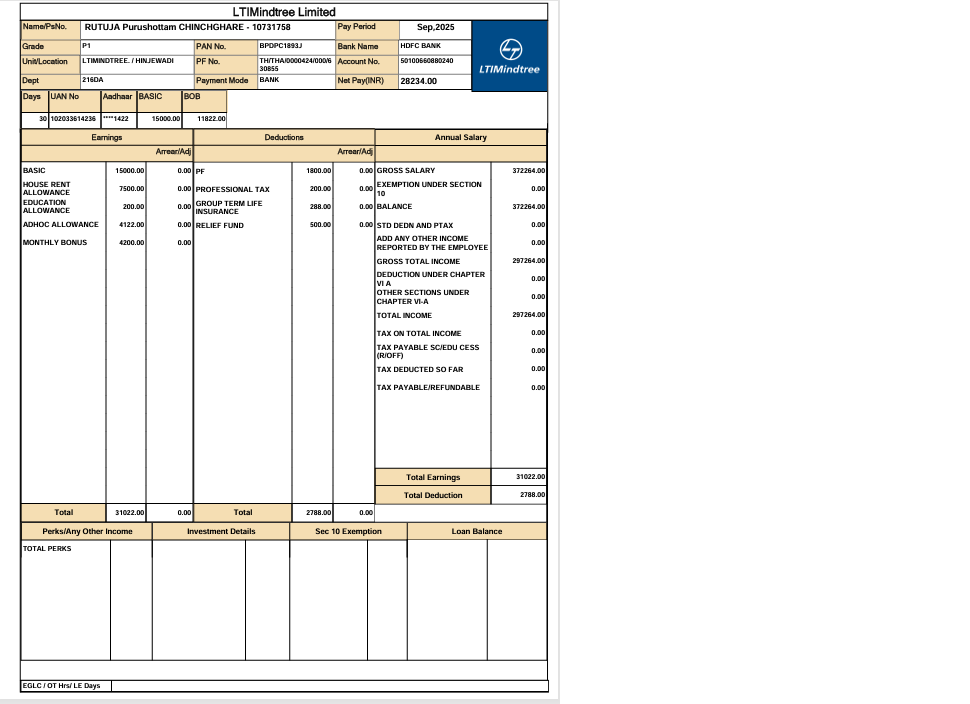 LTIMindtree Limited
Name/PsNo. RUTUJA Purushottam CHINCHGHARE - 10731758 Pay Period Sep,2025
Grade P1 PAN No. BPDPC1893J Bank Name HDFC BANK
Unit/Location LTIMINDTREE. / HINJEWADI PF No. TH/THA/0000424/000/6 Account No. 50100660880240
30855
Dept 216DA Payment Mode BANK Net Pay(INR) 28234.00
LTIMindtree
Days UAN No Aadhaar BASIC BOB
30 102033614236 ****1422 15000.00 11822.00
Earnings Deductions Annual Salary
Arrear/Adj Arrear/Adj
BASIC 15000.00 0.00 PF 1800.00 0.00 GROSS SALARY 372264.00
HOUSE RENT ALLOWANCE 7500.00 0.00 PROFESSIONAL TAX 200.00 0.00 EXEMPTION UNDER SECTION 10 0.00
EDUCATION ALLOWANCE 200.00 0.00 GROUP TERM LIFE INSURANCE 288.00 0.00 BALANCE 372264.00
ADHOC ALLOWANCE 4122.00 0.00 RELIEF FUND 500.00 0.00 STD DEDN AND PTAX 0.00
MONTHLY BONUS 4200.00 0.00 ADD ANY OTHER INCOME REPORTED BY THE EMPLOYEE 0.00
GROSS TOTAL INCOME 297264.00
DEDUCTION UNDER CHAPTER VI A 0.00
OTHER SECTIONS UNDER CHAPTER VI-A 0.00
TOTAL INCOME 297264.00
TAX ON TOTAL INCOME 0.00
TAX PAYABLE SC/EDU CESS (R/OFF) 0.00
TAX DEDUCTED SO FAR 0.00
TAX PAYABLE/REFUNDABLE 0.00
Total Earnings 31022.00
Total Deduction 2788.00
Total 31022.00 0.00 Total 2788.00 0.00
Perks/Any Other Income Investment Details Sec 10 Exemption Loan Balance
TOTAL PERKS
EGLC / OT Hrs/ LE Days